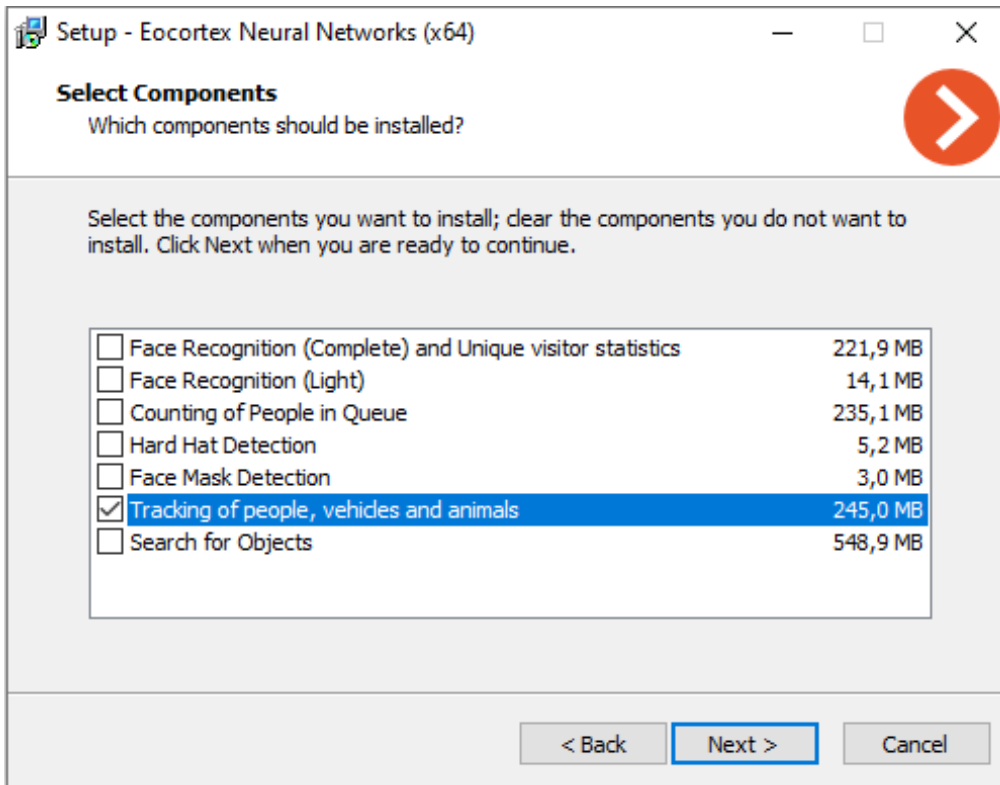 Setup - Eocortex Neural Networks (x64)
Select Components
Which components should be installed?
Select the components you want to install; clear the components you do not want to
install. Click Next when you are ready to continue.
Face Recognition (Complete) and Unique visitor statistics 221,9 MB
Face Recognition (Light) 14,1 MB
Counting of People in Queue 235,1 MB
Hard Hat Detection 5,2 MB
Face Mask Detection 3,0 MB
Tracking of people, vehicles and animals 245,0 MB
Search for Objects 548,9 MB
< Back Next > Cancel